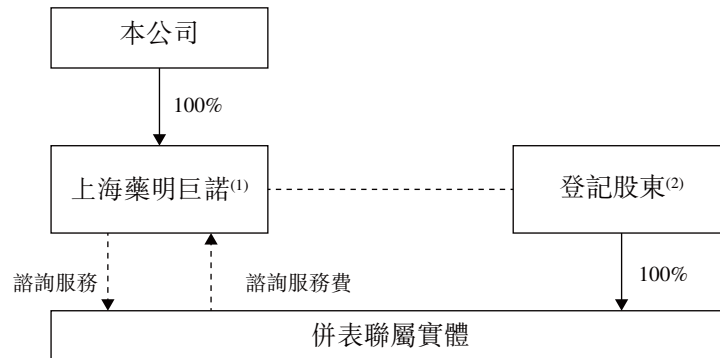 本公司
100%
上海藥明巨諾(1)
登記股東(2)
諮詢服務
諮詢服務費
100%
併表聯屬實體